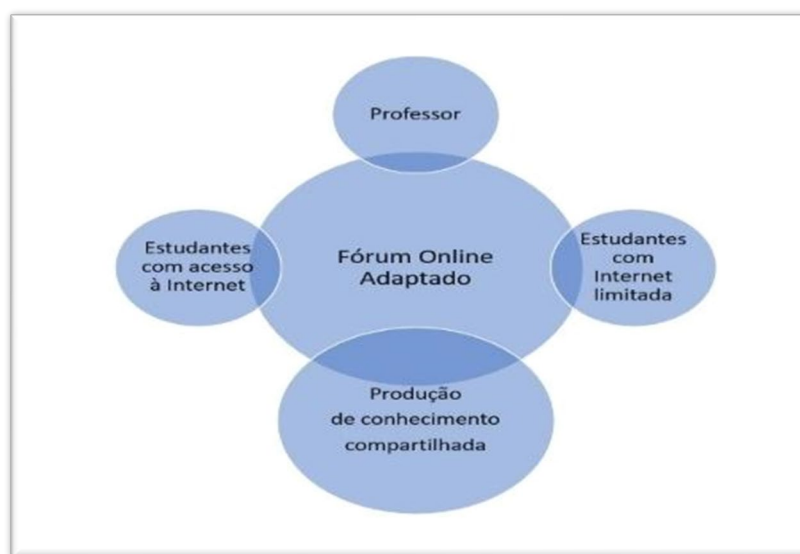 Professor
Estudantes
com acesso
à Internet
Fórum Online
Adaptado
Estudantes
com
Internet
limitada
Produção
de conhecimento
compartilhada